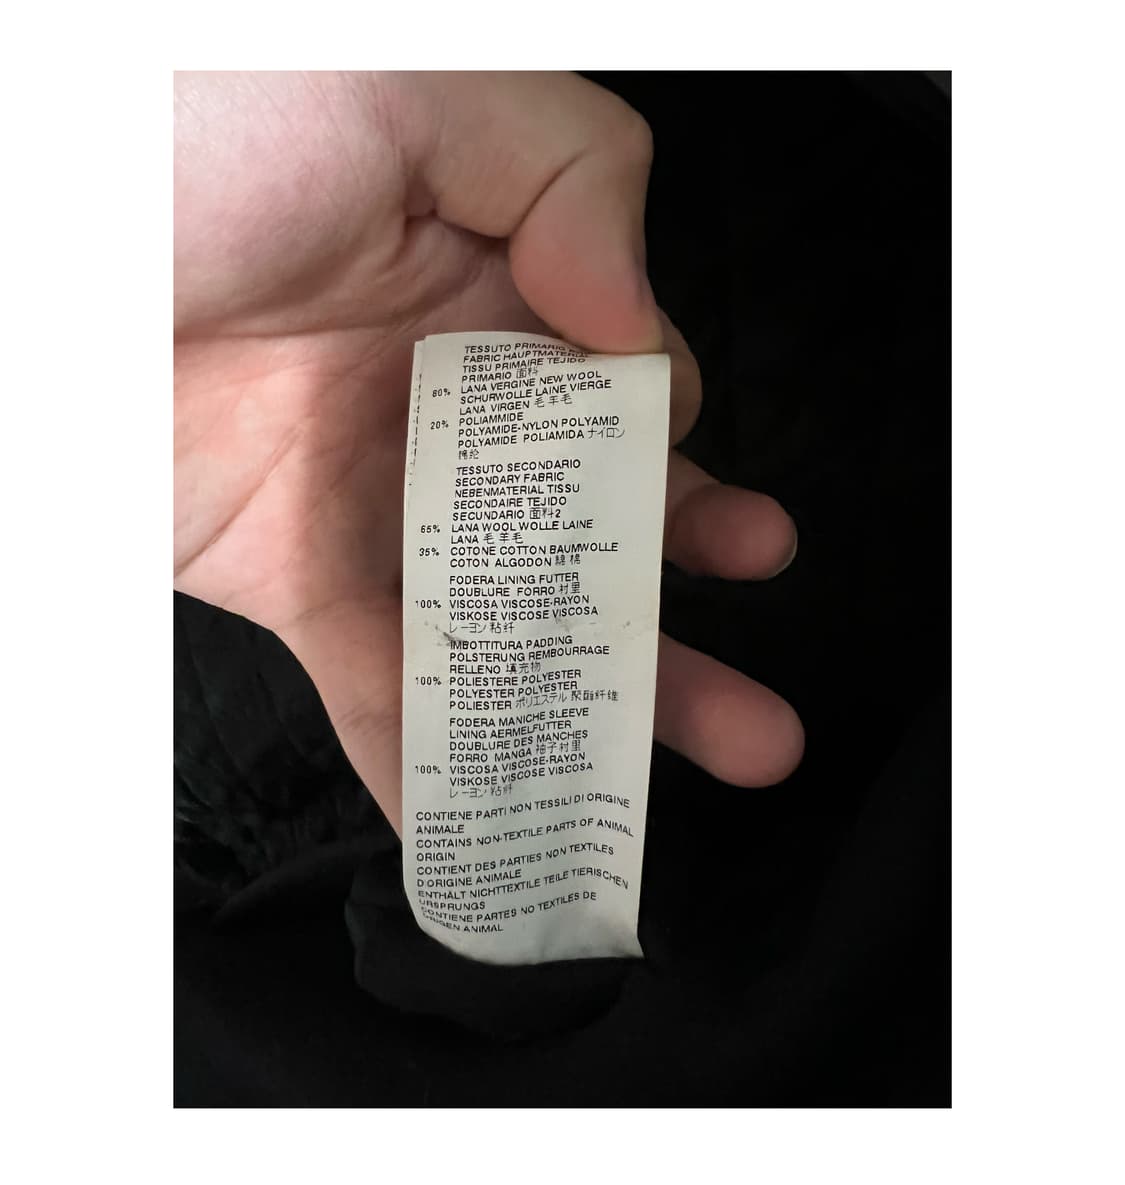 TESSUTO PRIMARIO
FABRIC HAUPTMATERIAL
TISSU PRIMAIRE TEJIDO
PRIMARIO 面料
80% LANA VERGINE NEW WOOL
SCHURWOLLE LAINE VIERGE
LANA VIRGEN 毛 羊毛
20% POLIAMMIDE
POLYAMIDE-NYLON POLYAMID
POLYAMIDE POLIAMIDA ナイロン
棉纶
TESSUTO SECONDARIO
SECONDARY FABRIC
NEBENMATERIAL TISSU
SECONDAIRE TEJIDO
SECUNDARIO 面料2
65% LANA WOOL WOLLE LAINE
LANA 毛 羊毛
35% COTONE COTTON BAUMWOLLE
COTON ALGODON 綿 棉
FODERA LINING FUTTER
DOUBLURE FORRO 衬里
100% VISCOSA VISCOSE-RAYON
VISKOSE VISCOSE VISCOSA
レーヨン 粘纤
IMBOTTITURA PADDING
POLSTERUNG REMBOURRAGE
RELLENO 填充物
100% POLIESTERE POLYESTER
POLYESTER POLYESTER
POLIESTER ポリエステル 聚酯纤维
FODERA MANICHE SLEEVE
LINING AERMELFUTTER
DOUBLURE DES MANCHES
FORRO MANGA 袖子衬里
100% VISCOSA VISCOSE-RAYON
VISKOSE VISCOSE VISCOSA
レーヨン 粘纤
CONTIENE PARTI NON TESSILI DI ORIGINE
ANIMALE
CONTAINS NON-TEXTILE PARTS OF ANIMAL
ORIGIN
CONTIENT DES PARTIES NON TEXTILES
D'ORIGINE ANIMALE
ENTHÄLT NICHTTEXTILE TEILE TIERISCHEN
URSPRUNGS
CONTIENE PARTES NO TEXTILES DE
ORIGEN ANIMAL